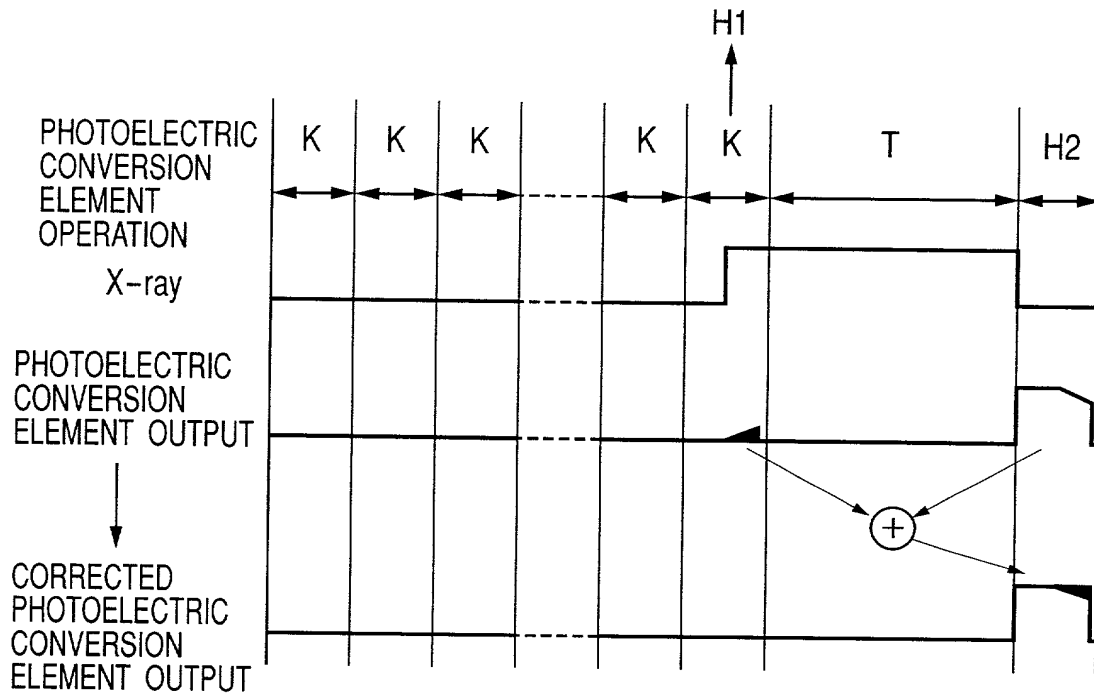 H1
PHOTOELECTRIC
CONVERSION
ELEMENT
OPERATION
K K K K K T H2
X-ray
PHOTOELECTRIC
CONVERSION
ELEMENT OUTPUT
+
CORRECTED
PHOTOELECTRIC
CONVERSION
ELEMENT OUTPUT